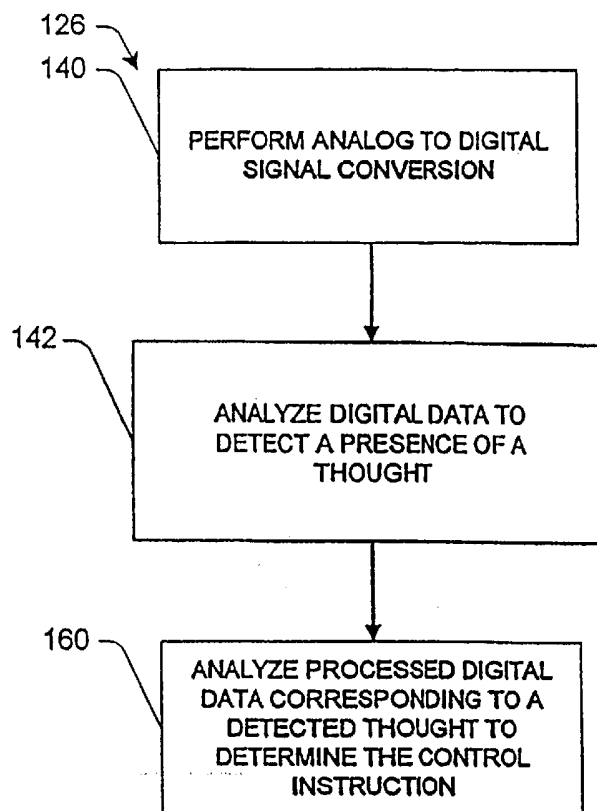 126
140
PERFORM ANALOG TO DIGITAL
SIGNAL CONVERSION
142
ANALYZE DIGITAL DATA TO
DETECT A PRESENCE OF A
THOUGHT
160
ANALYZE PROCESSED DIGITAL
DATA CORRESPONDING TO A
DETECTED THOUGHT TO
DETERMINE THE CONTROL
INSTRUCTION